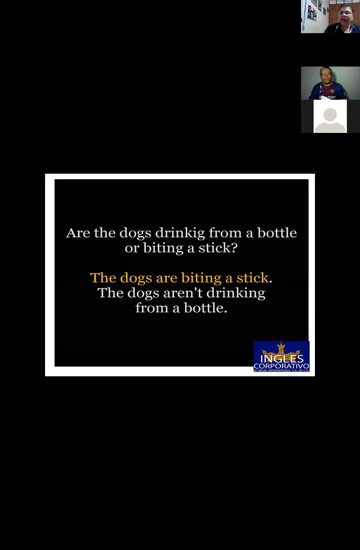 Are the dogs drinkig from a bottle
or biting a stick?
The dogs are biting a stick.
The dogs aren't drinking
from a bottle.
INGLES
CORPORATIVO